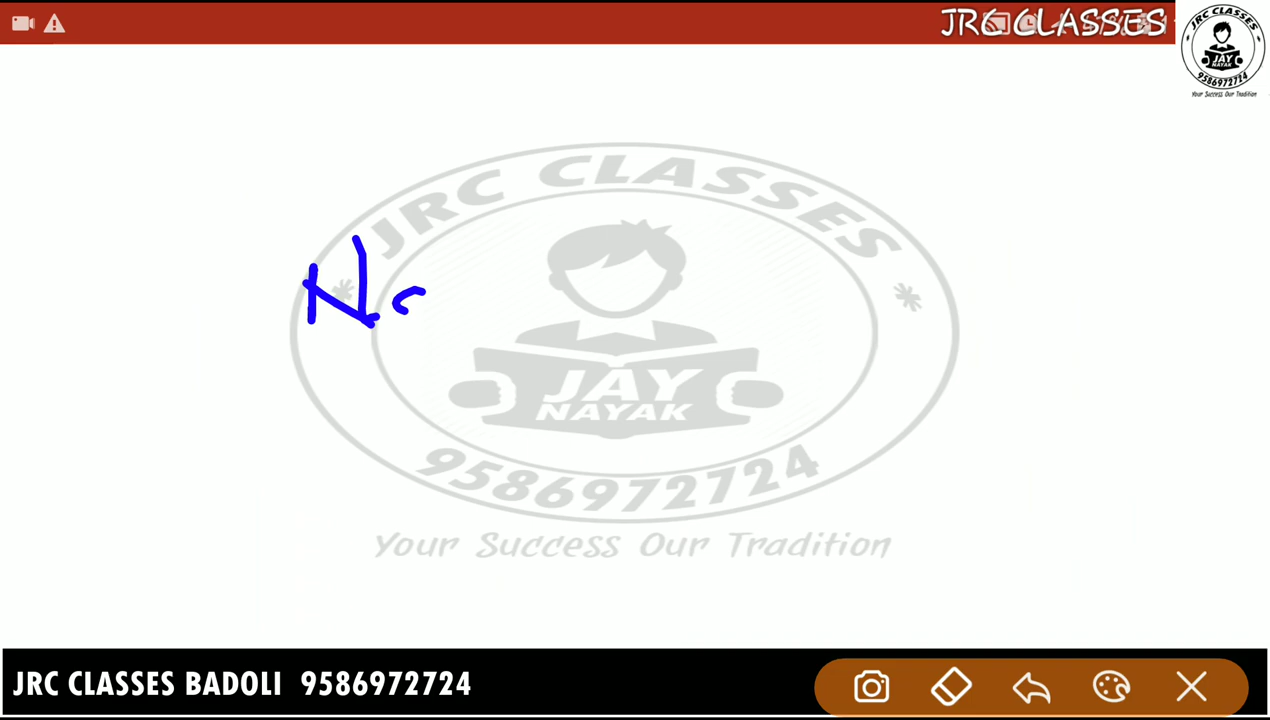 JRC CLASSES
* JRC CLASSES *
JAY
NAYAK
9586972724
Your Success Our Tradition
* JRC CLASSES *
JAY
NAYAK
9586972724
Your Success Our Tradition
JRC CLASSES BADOLI 9586972724